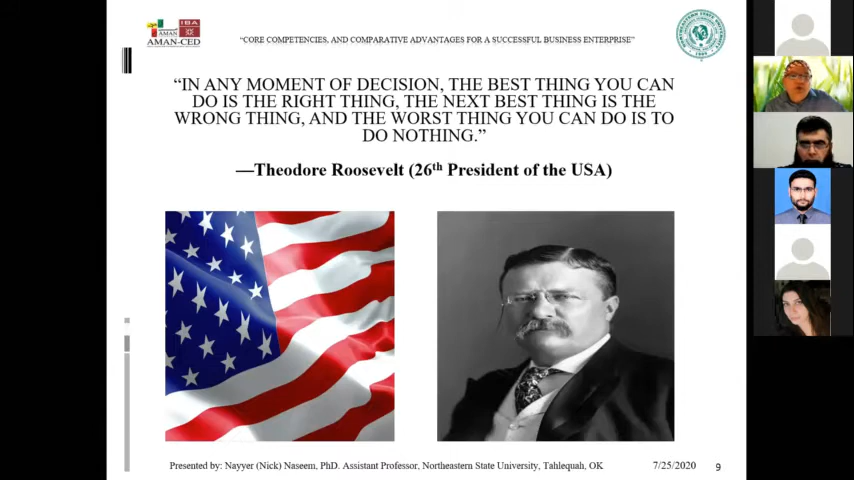 AMAN
IBA
AMAN-CED
“CORE COMPETENCIES, AND COMPARATIVE ADVANTAGES FOR A SUCCESSFUL BUSINESS ENTERPRISE”
“IN ANY MOMENT OF DECISION, THE BEST THING YOU CAN
DO IS THE RIGHT THING, THE NEXT BEST THING IS THE
WRONG THING, AND THE WORST THING YOU CAN DO IS TO
DO NOTHING.”
—Theodore Roosevelt (26th President of the USA)
Presented by: Nayyer (Nick) Naseem, PhD. Assistant Professor, Northeastern State University, Tahlequah, OK 7/25/2020 9